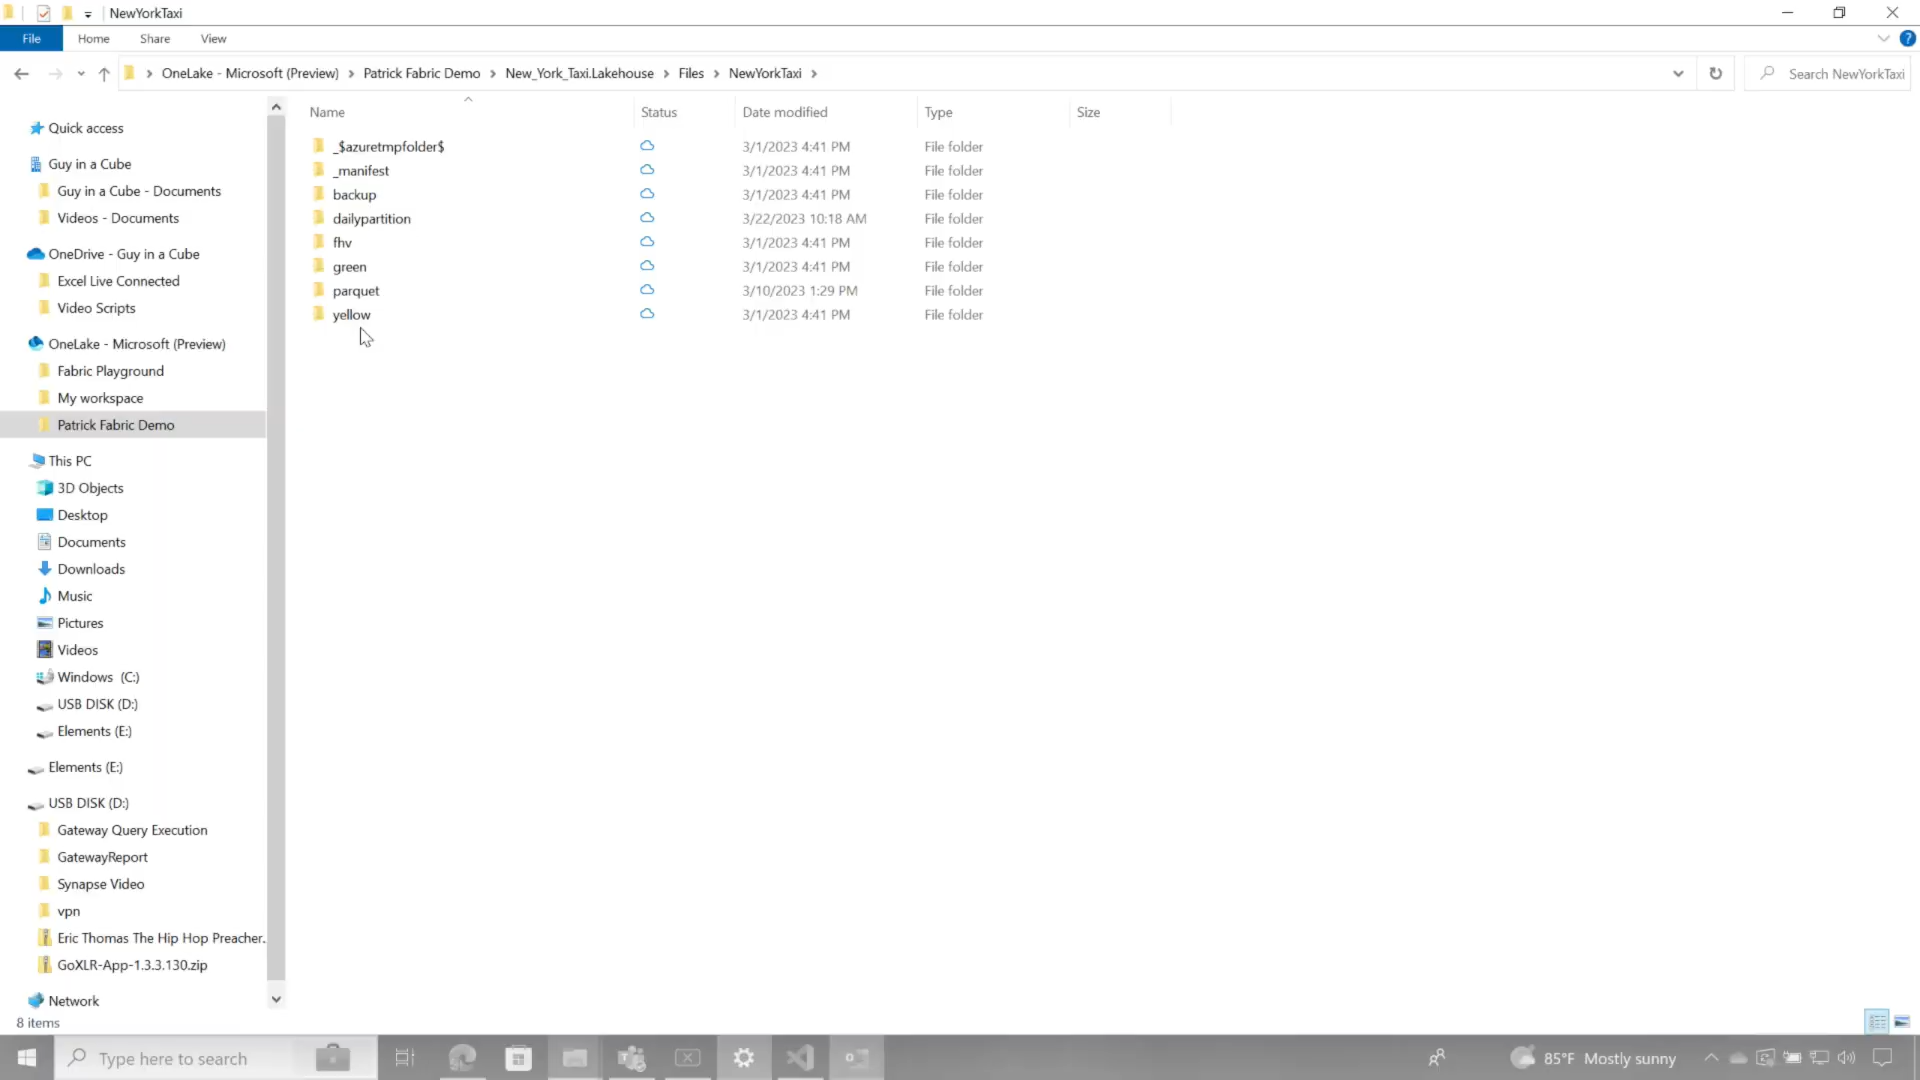 NewYorkTaxi
File Home Share View
OneLake - Microsoft (Preview) Patrick Fabric Demo New_York_Taxi.Lakehouse Files NewYorkTaxi
Search NewYorkTaxi
Quick access
Guy in a Cube
Guy in a Cube - Documents
Videos - Documents
OneDrive - Guy in a Cube
Excel Live Connected
Video Scripts
OneLake - Microsoft (Preview)
Fabric Playground
My workspace
Patrick Fabric Demo
This PC
3D Objects
Desktop
Documents
Downloads
Music
Pictures
Videos
Windows (C:)
USB DISK (D:)
Elements (E:)
Elements (E:)
USB DISK (D:)
Gateway Query Execution
GatewayReport
Synapse Video
vpn
Eric Thomas The Hip Hop Preacher.
GoXLR-App-1.3.3.130.zip
Network
Name Status Date modified Type Size
_$azuretmpfolder$ 3/1/2023 4:41 PM File folder
_manifest 3/1/2023 4:41 PM File folder
backup 3/1/2023 4:41 PM File folder
dailypartition 3/22/2023 10:18 AM File folder
fhv 3/1/2023 4:41 PM File folder
green 3/1/2023 4:41 PM File folder
parquet 3/10/2023 1:29 PM File folder
yellow 3/1/2023 4:41 PM File folder
8 items
Type here to search
85°F Mostly sunny